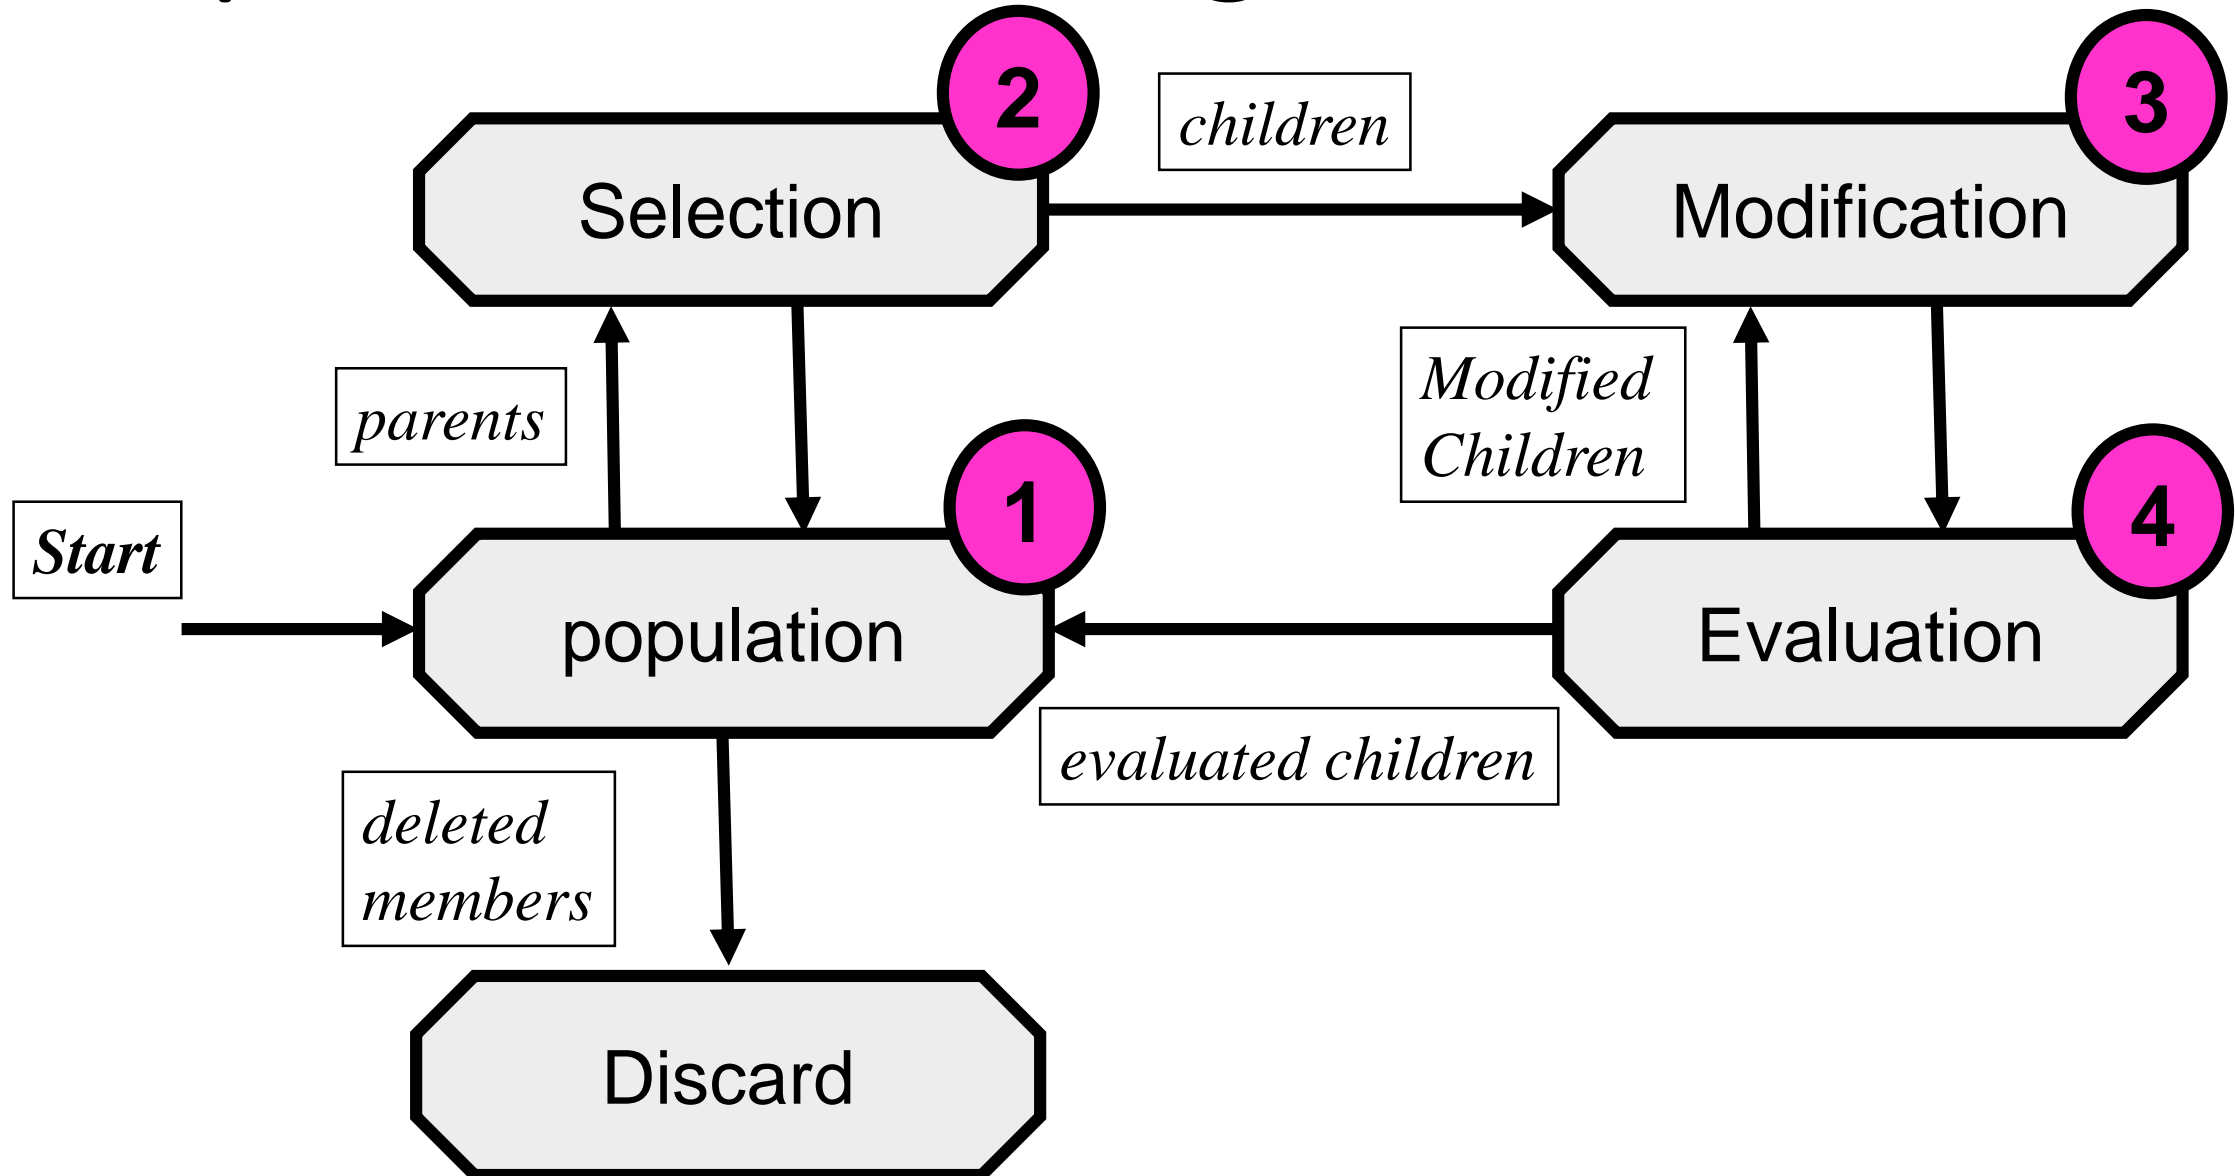 2
children
3
Selection
Modification
parents
Modified
Children
Start
1
4
population
Evaluation
evaluated children
deleted
members
Discard